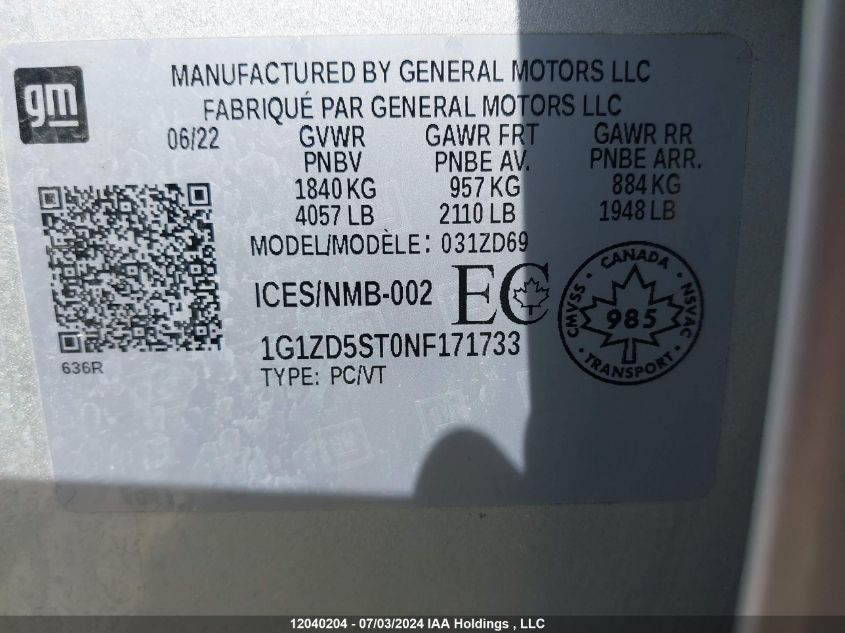 gm
MANUFACTURED BY GENERAL MOTORS LLC
FABRIQUÉ PAR GENERAL MOTORS LLC
06/22 GVWR GAWR FRT GAWR RR
PNBV PNBE AV. PNBE ARR.
1840 KG 957 KG 884 KG
4057 LB 2110 LB 1948 LB
MODEL/MODÈLE: 031ZD69
ICES/NMB-002 EC
CANADA
CMVSS 985 NSVAC
TRANSPORT
1G1ZD5ST0NF171733
636R
TYPE: PC/VT
12040204 - 07/03/2024 IAA Holdings , LLC